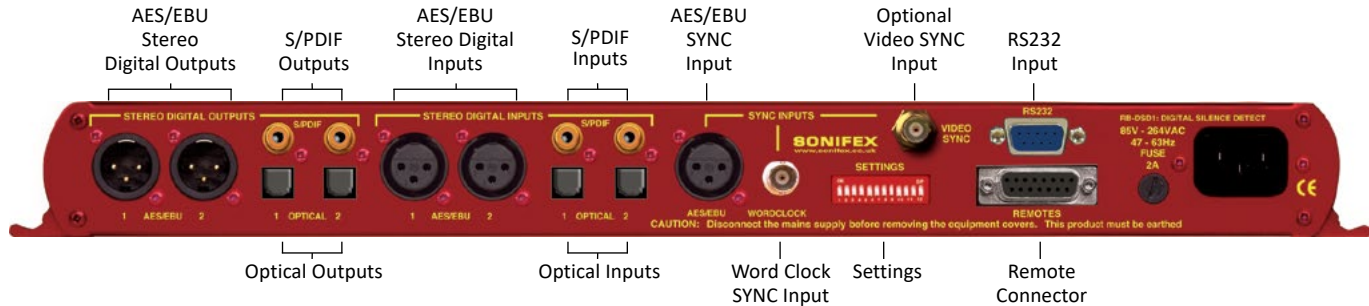 AES/EBU
Stereo
Digital Outputs
S/PDIF
Outputs
AES/EBU
Stereo Digital
Inputs
S/PDIF
Inputs
AES/EBU
SYNC
Input
Optional
Video SYNC
Input
RS232
Input
STEREO DIGITAL OUTPUTS
S/PDIF
STEREO DIGITAL INPUTS
S/PDIF
SYNC INPUTS
SONIFEX
www.sonifex.co.uk
VIDEO
SYNC
RS232
RB-DSD1: DIGITAL SILENCE DETECT
85V - 264VAC
47 - 63Hz
FUSE
2A
SETTINGS
1 AES/EBU 2
1 OPTICAL 2
1 AES/EBU 2
1 OPTICAL 2
AES/EBU
WORDCLOCK
REMOTES
CE
CAUTION: Disconnect the mains supply before removing the equipment covers. This product must be earthed
Optical Outputs
Optical Inputs
Word Clock
SYNC Input
Settings
Remote
Connector